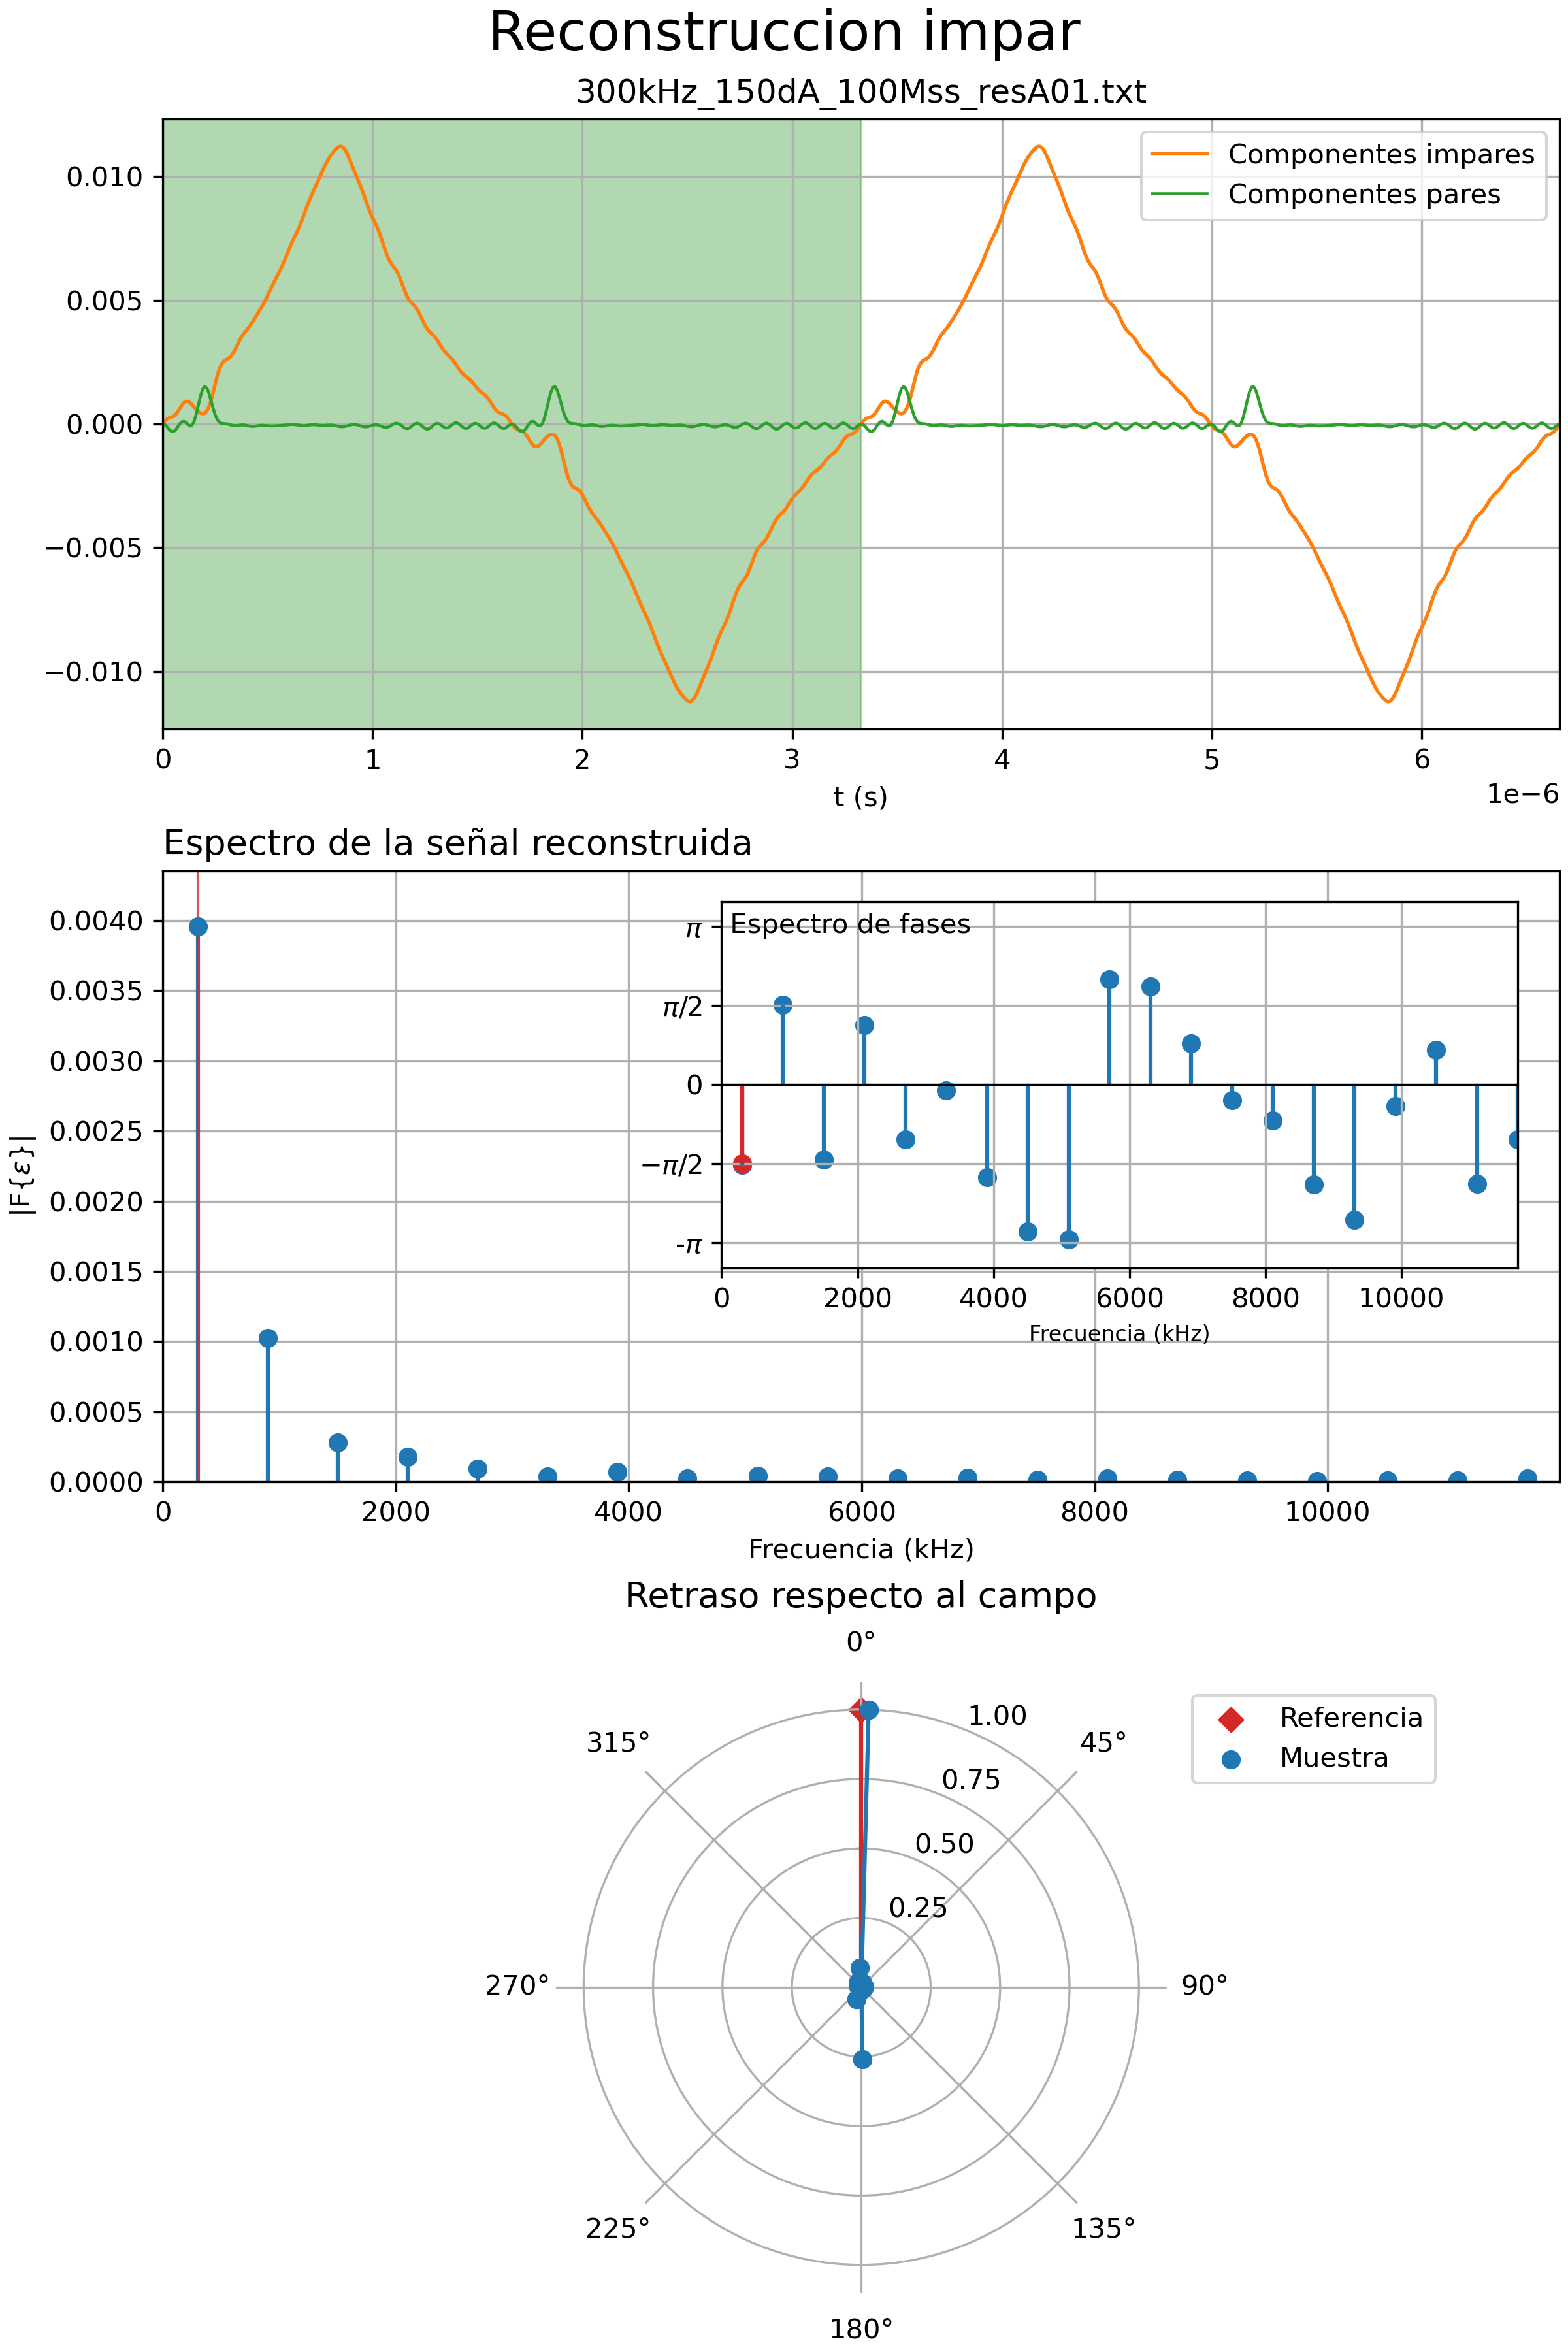 Reconstruccion impar
300kHz_150dA_100Mss_resA01.txt
Componentes impares
Componentes pares
0.010
0.005
0.000
−0.005
−0.010
0 1 2 3 4 5 6
t (s)
1e−6
Espectro de la señal reconstruida
|F{ε}|
0.0040
0.0035
0.0030
0.0025
0.0020
0.0015
0.0010
0.0005
0.0000
0 2000 4000 6000 8000 10000
Frecuencia (kHz)
Espectro de fases
π
π/2
0
−π/2
-π
0 2000 4000 6000 8000 10000
Frecuencia (kHz)
Retraso respecto al campo
0°
45°
90°
135°
180°
225°
270°
315°
1.00
0.75
0.50
0.25
Referencia
Muestra